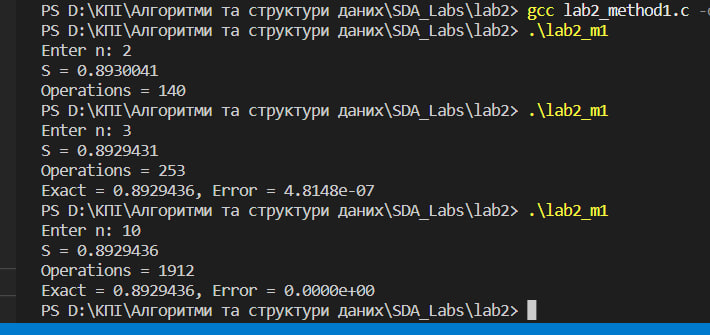 PS D:\КПІ\Алгоритми та структури даних\SDA_Labs\lab2> gcc lab2_method1.c
PS D:\КПІ\Алгоритми та структури даних\SDA_Labs\lab2> .\lab2_m1
Enter n: 2
S = 0.8930041
Operations = 140
PS D:\КПІ\Алгоритми та структури даних\SDA_Labs\lab2> .\lab2_m1
Enter n: 3
S = 0.8929431
Operations = 253
Exact = 0.8929436, Error = 4.8148e-07
PS D:\КПІ\Алгоритми та структури даних\SDA_Labs\lab2> .\lab2_m1
Enter n: 10
S = 0.8929436
Operations = 1912
Exact = 0.8929436, Error = 0.0000e+00
PS D:\КПІ\Алгоритми та структури даних\SDA_Labs\lab2>